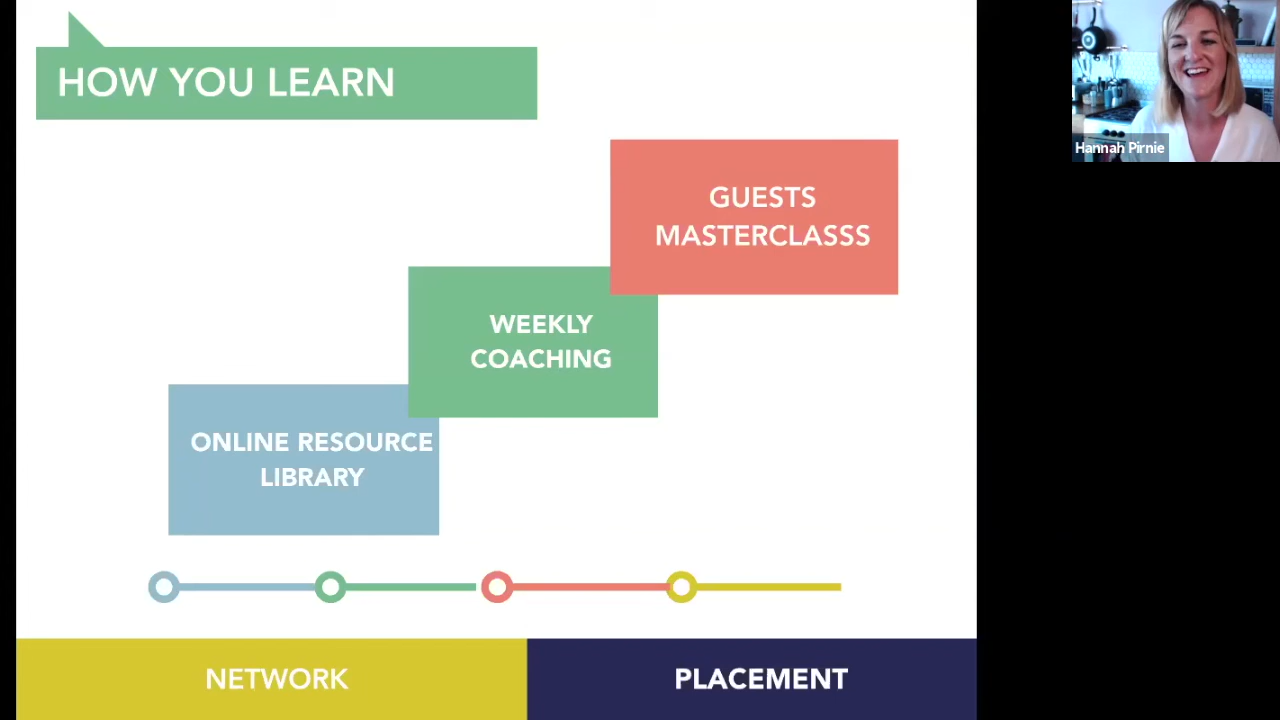 HOW YOU LEARN
Hannah Pirnie
GUESTS
MASTERCLASSS
WEEKLY
COACHING
ONLINE RESOURCE
LIBRARY
NETWORK
PLACEMENT